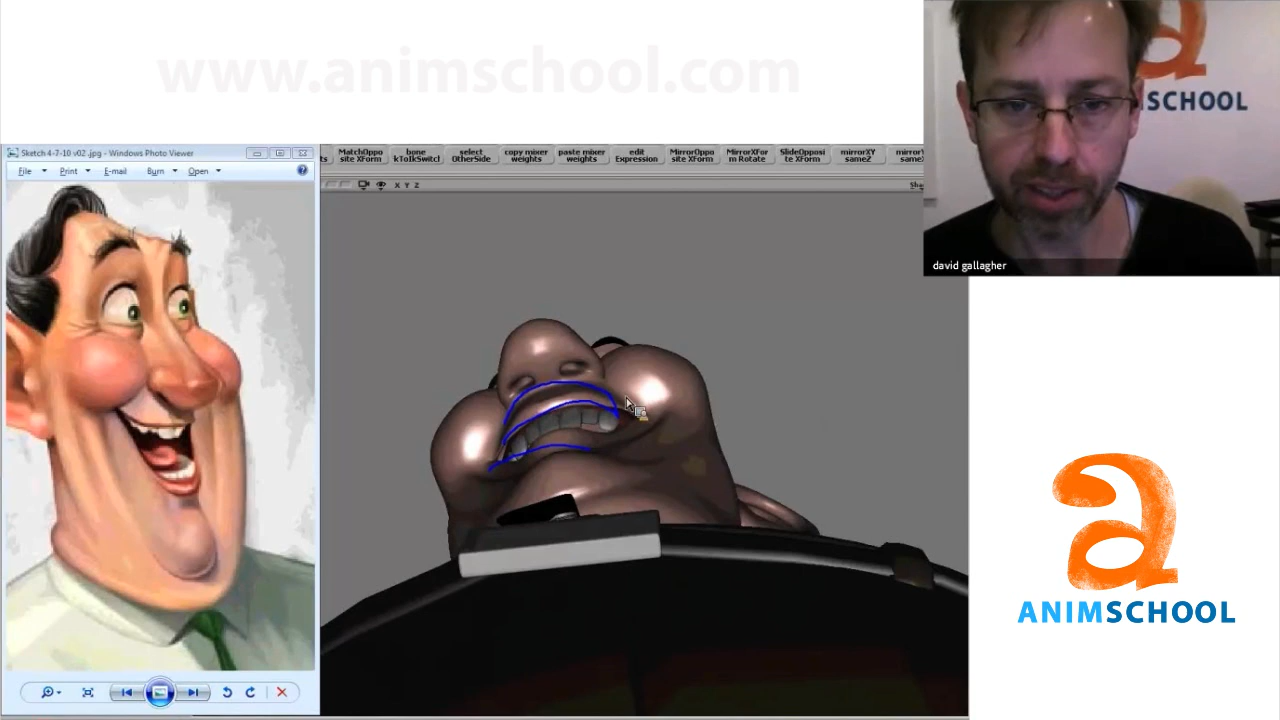 www.animschool.com
SCHOOL
david gallagher
Sketch 4-7-10 v02 .jpg - Windows Photo Viewer
File Print E-mail Burn Open
MatchOppo
site XForm
bone
kToIkSwitcl
select
OtherSide
copy mixer
weights
paste mixer
weights
edit
Expression
MirrorOppo
site XForm
MirrorXFor
m Rotate
SlideOpposi
te XForm
mirrorXY
sameZ
X Y Z
ANIMSCHOOL